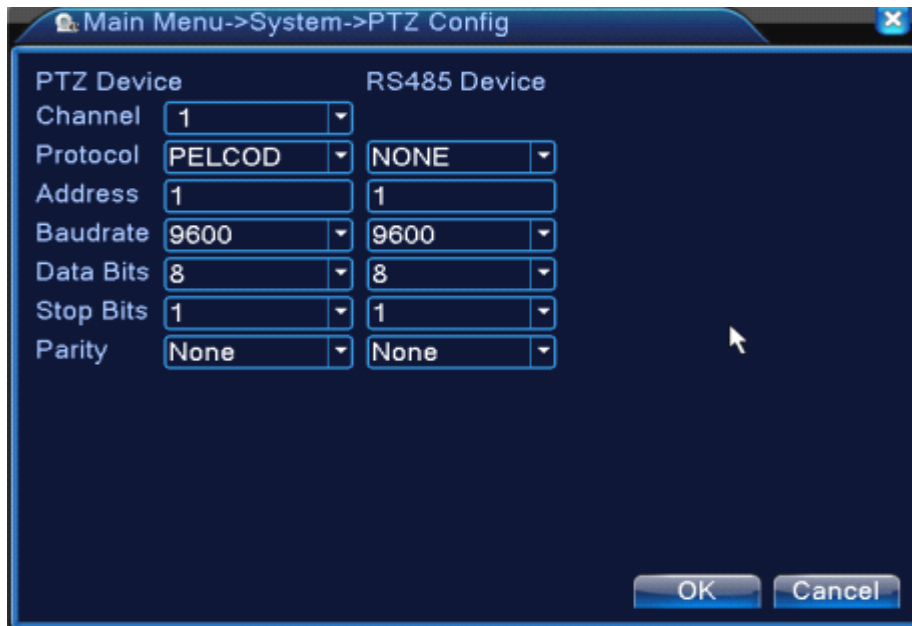 Main Menu->System->PTZ Config
PTZ Device RS485 Device
Channel 1
Protocol PELCOD NONE
Address 1 1
Baudrate 9600 9600
Data Bits 8 8
Stop Bits 1 1
Parity None None
OK Cancel